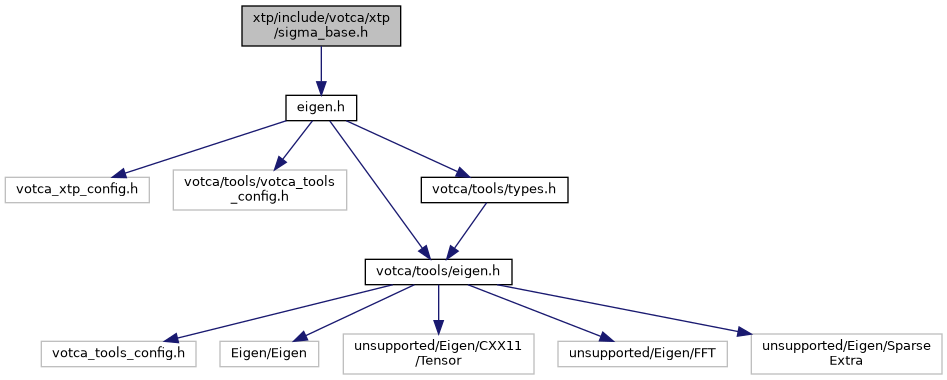 xtp/include/votca/xtp
/sigma_base.h
eigen.h
votca_xtp_config.h
votca/tools/votca_tools
_config.h
votca/tools/types.h
votca/tools/eigen.h
votca_tools_config.h
Eigen/Eigen
unsupported/Eigen/CXX11
/Tensor
unsupported/Eigen/FFT
unsupported/Eigen/Sparse
Extra